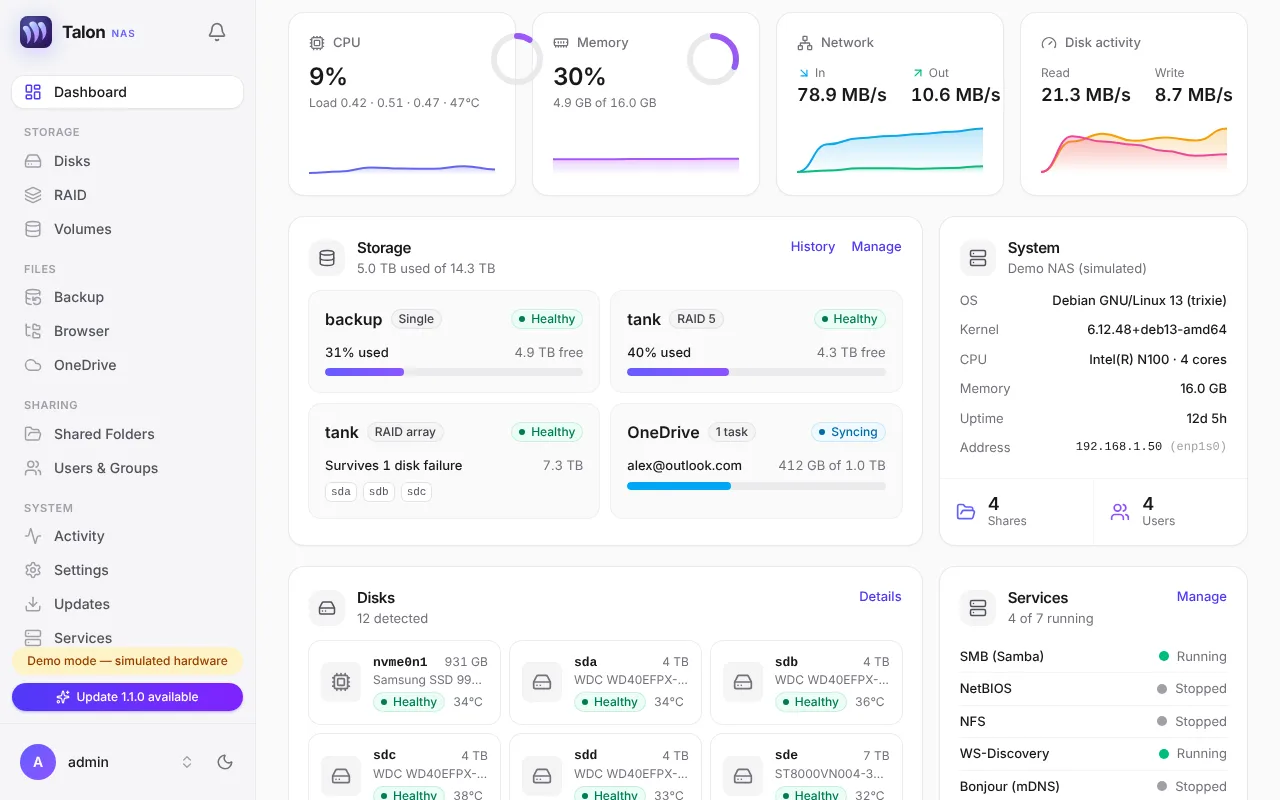 Talon NAS
Dashboard
STORAGE
Disks
RAID
Volumes
FILES
Backup
Browser
OneDrive
SHARING
Shared Folders
Users & Groups
SYSTEM
Activity
Settings
Updates
Services
Demo mode — simulated hardware
Update 1.1.0 available
A admin
CPU
9%
Load 0.42 · 0.51 · 0.47 · 47°C
Memory
30%
4.9 GB of 16.0 GB
Network
In Out
78.9 MB/s 10.6 MB/s
Disk activity
Read Write
21.3 MB/s 8.7 MB/s
Storage History Manage
5.0 TB used of 14.3 TB
backup Single Healthy
31% used 4.9 TB free
tank RAID 5 Healthy
40% used 4.3 TB free
tank RAID array Healthy
Survives 1 disk failure 7.3 TB
sda sdb sdc
OneDrive 1 task Syncing
alex@outlook.com 412 GB of 1.0 TB
System
Demo NAS (simulated)
OS Debian GNU/Linux 13 (trixie)
Kernel 6.12.48+deb13-amd64
CPU Intel(R) N100 · 4 cores
Memory 16.0 GB
Uptime 12d 5h
Address 192.168.1.50 (enp1s0)
4 Shares
4 Users
Disks Details
12 detected
nvme0n1 931 GB
Samsung SSD 99...
Healthy 34°C
sda 4 TB
WDC WD40EFPX-...
Healthy 34°C
sdb 4 TB
WDC WD40EFPX-...
Healthy 36°C
sdc 4 TB
WDC WD40EFPX-...
Healthy 38°C
sdd 4 TB
WDC WD40EFPX-...
Healthy 33°C
sde 7 TB
ST8000VN004-3...
Healthy 32°C
Services Manage
4 of 7 running
SMB (Samba) Running
NetBIOS Stopped
NFS Stopped
WS-Discovery Running
Bonjour (mDNS) Stopped